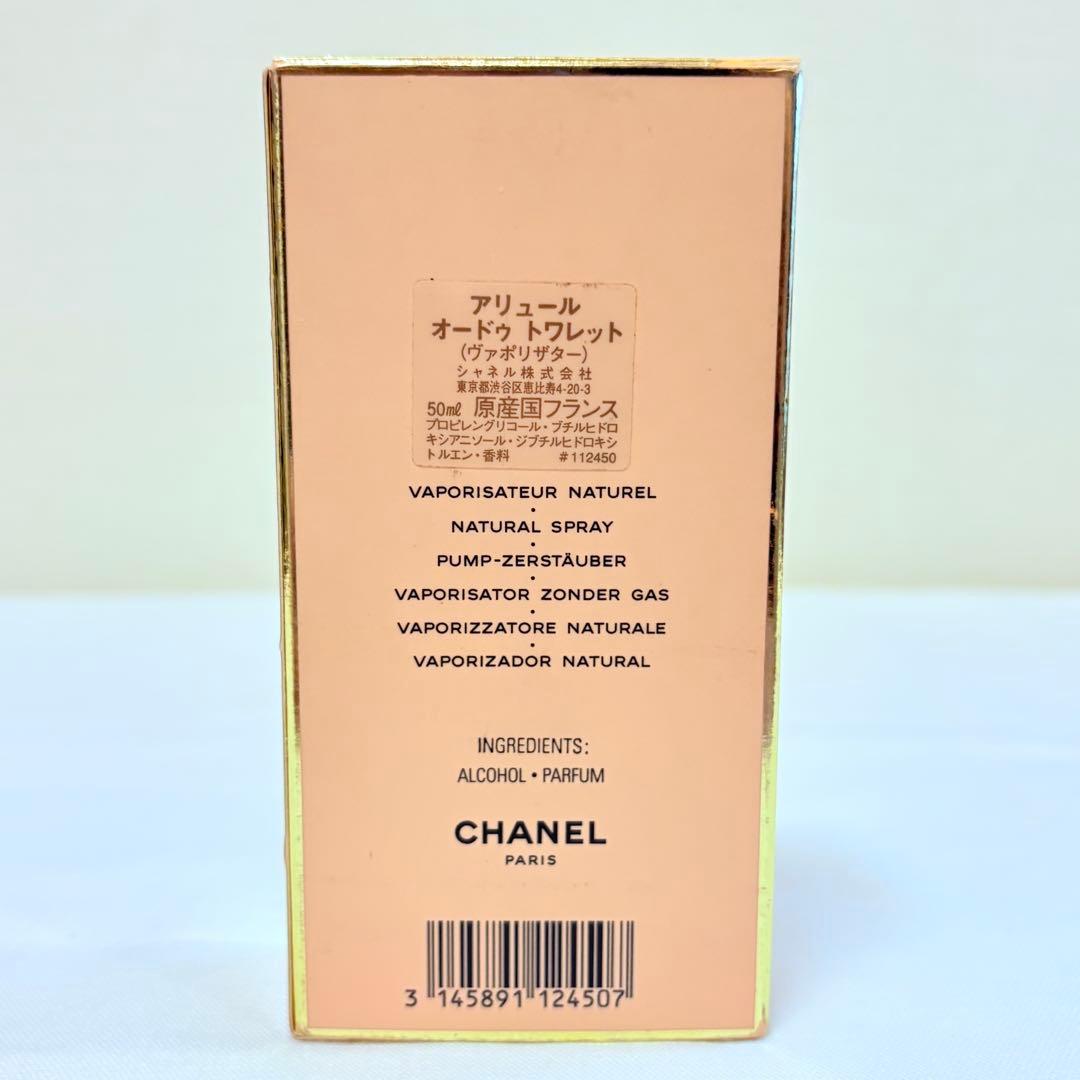 アリュール
オードゥ トワレット
(ヴァポリザター)
シャネル株式会社
東京都渋谷区恵比寿4-20-3
50ml 原産国フランス
プロピレングリコール・ブチルヒドロ
キシアニソール・ジブチルヒドロキシ
トルエン・香料 #112450
VAPORISATEUR NATUREL
·
NATURAL SPRAY
·
PUMP-ZERSTÄUBER
·
VAPORISATOR ZONDER GAS
·
VAPORIZZATORE NATURALE
·
VAPORIZADOR NATURAL
INGREDIENTS:
ALCOHOL • PARFUM
CHANEL
PARIS
3 145891 124507